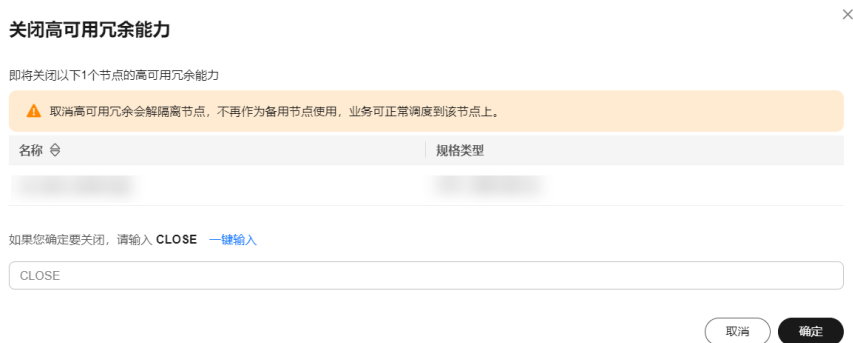 关闭高可用冗余能力
即将关闭以下1个节点的高可用冗余能力
取消高可用冗余会解隔离节点，不再作为备用节点使用，业务可正常调度到该节点上。
名称 规格类型
如果您确定要关闭，请输入 CLOSE 一键输入
CLOSE
取消 确定